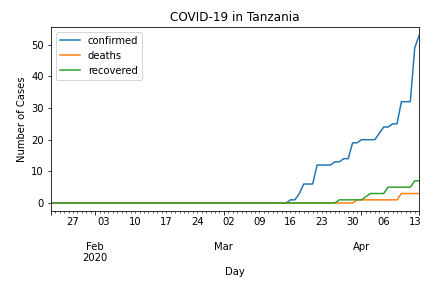 COVID-19 in Tanzania
confirmed
deaths
recovered
Number of Cases
50
40
30
20
10
0
27 03 10 17 24 02 09 16 23 30 06 13
Feb Mar Apr
2020
Day